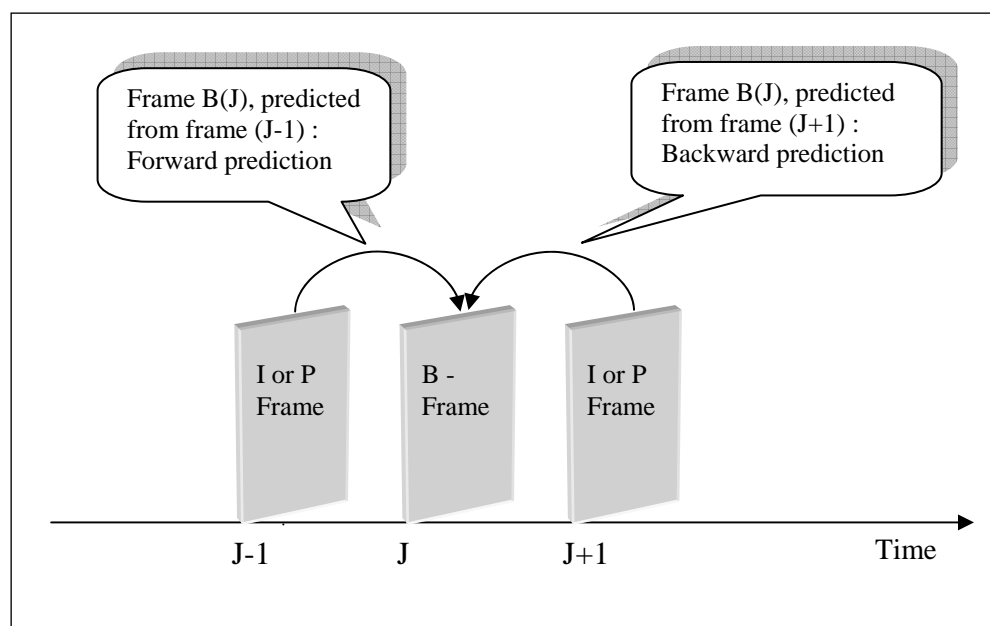 Frame B(J), predicted
from frame (J-1) :
Forward prediction
Frame B(J), predicted
from frame (J+1) :
Backward prediction
I or P
Frame
B -
Frame
I or P
Frame
J-1
J
J+1
Time